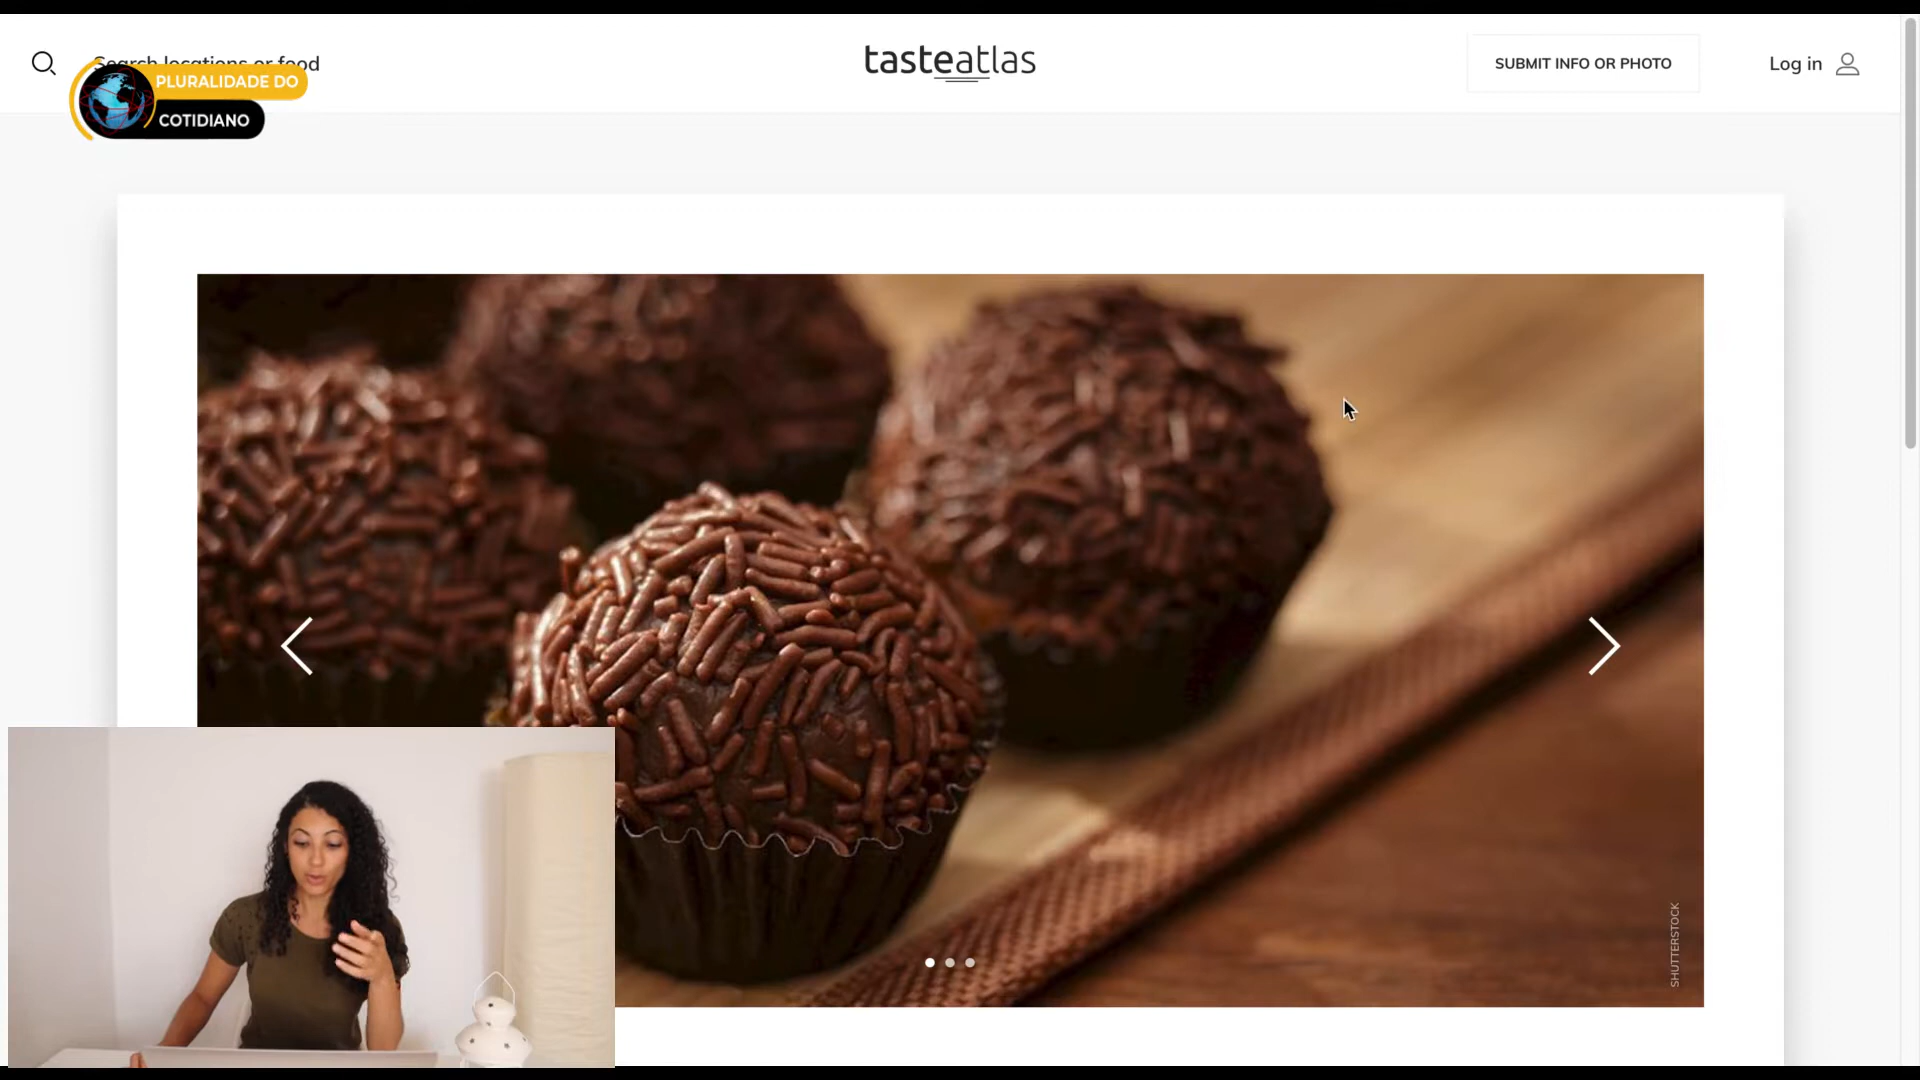 Search locations or food
tasteatlas
SUBMIT INFO OR PHOTO
Log in
PLURALIDADE DO
COTIDIANO
SHUTTERSTOCK